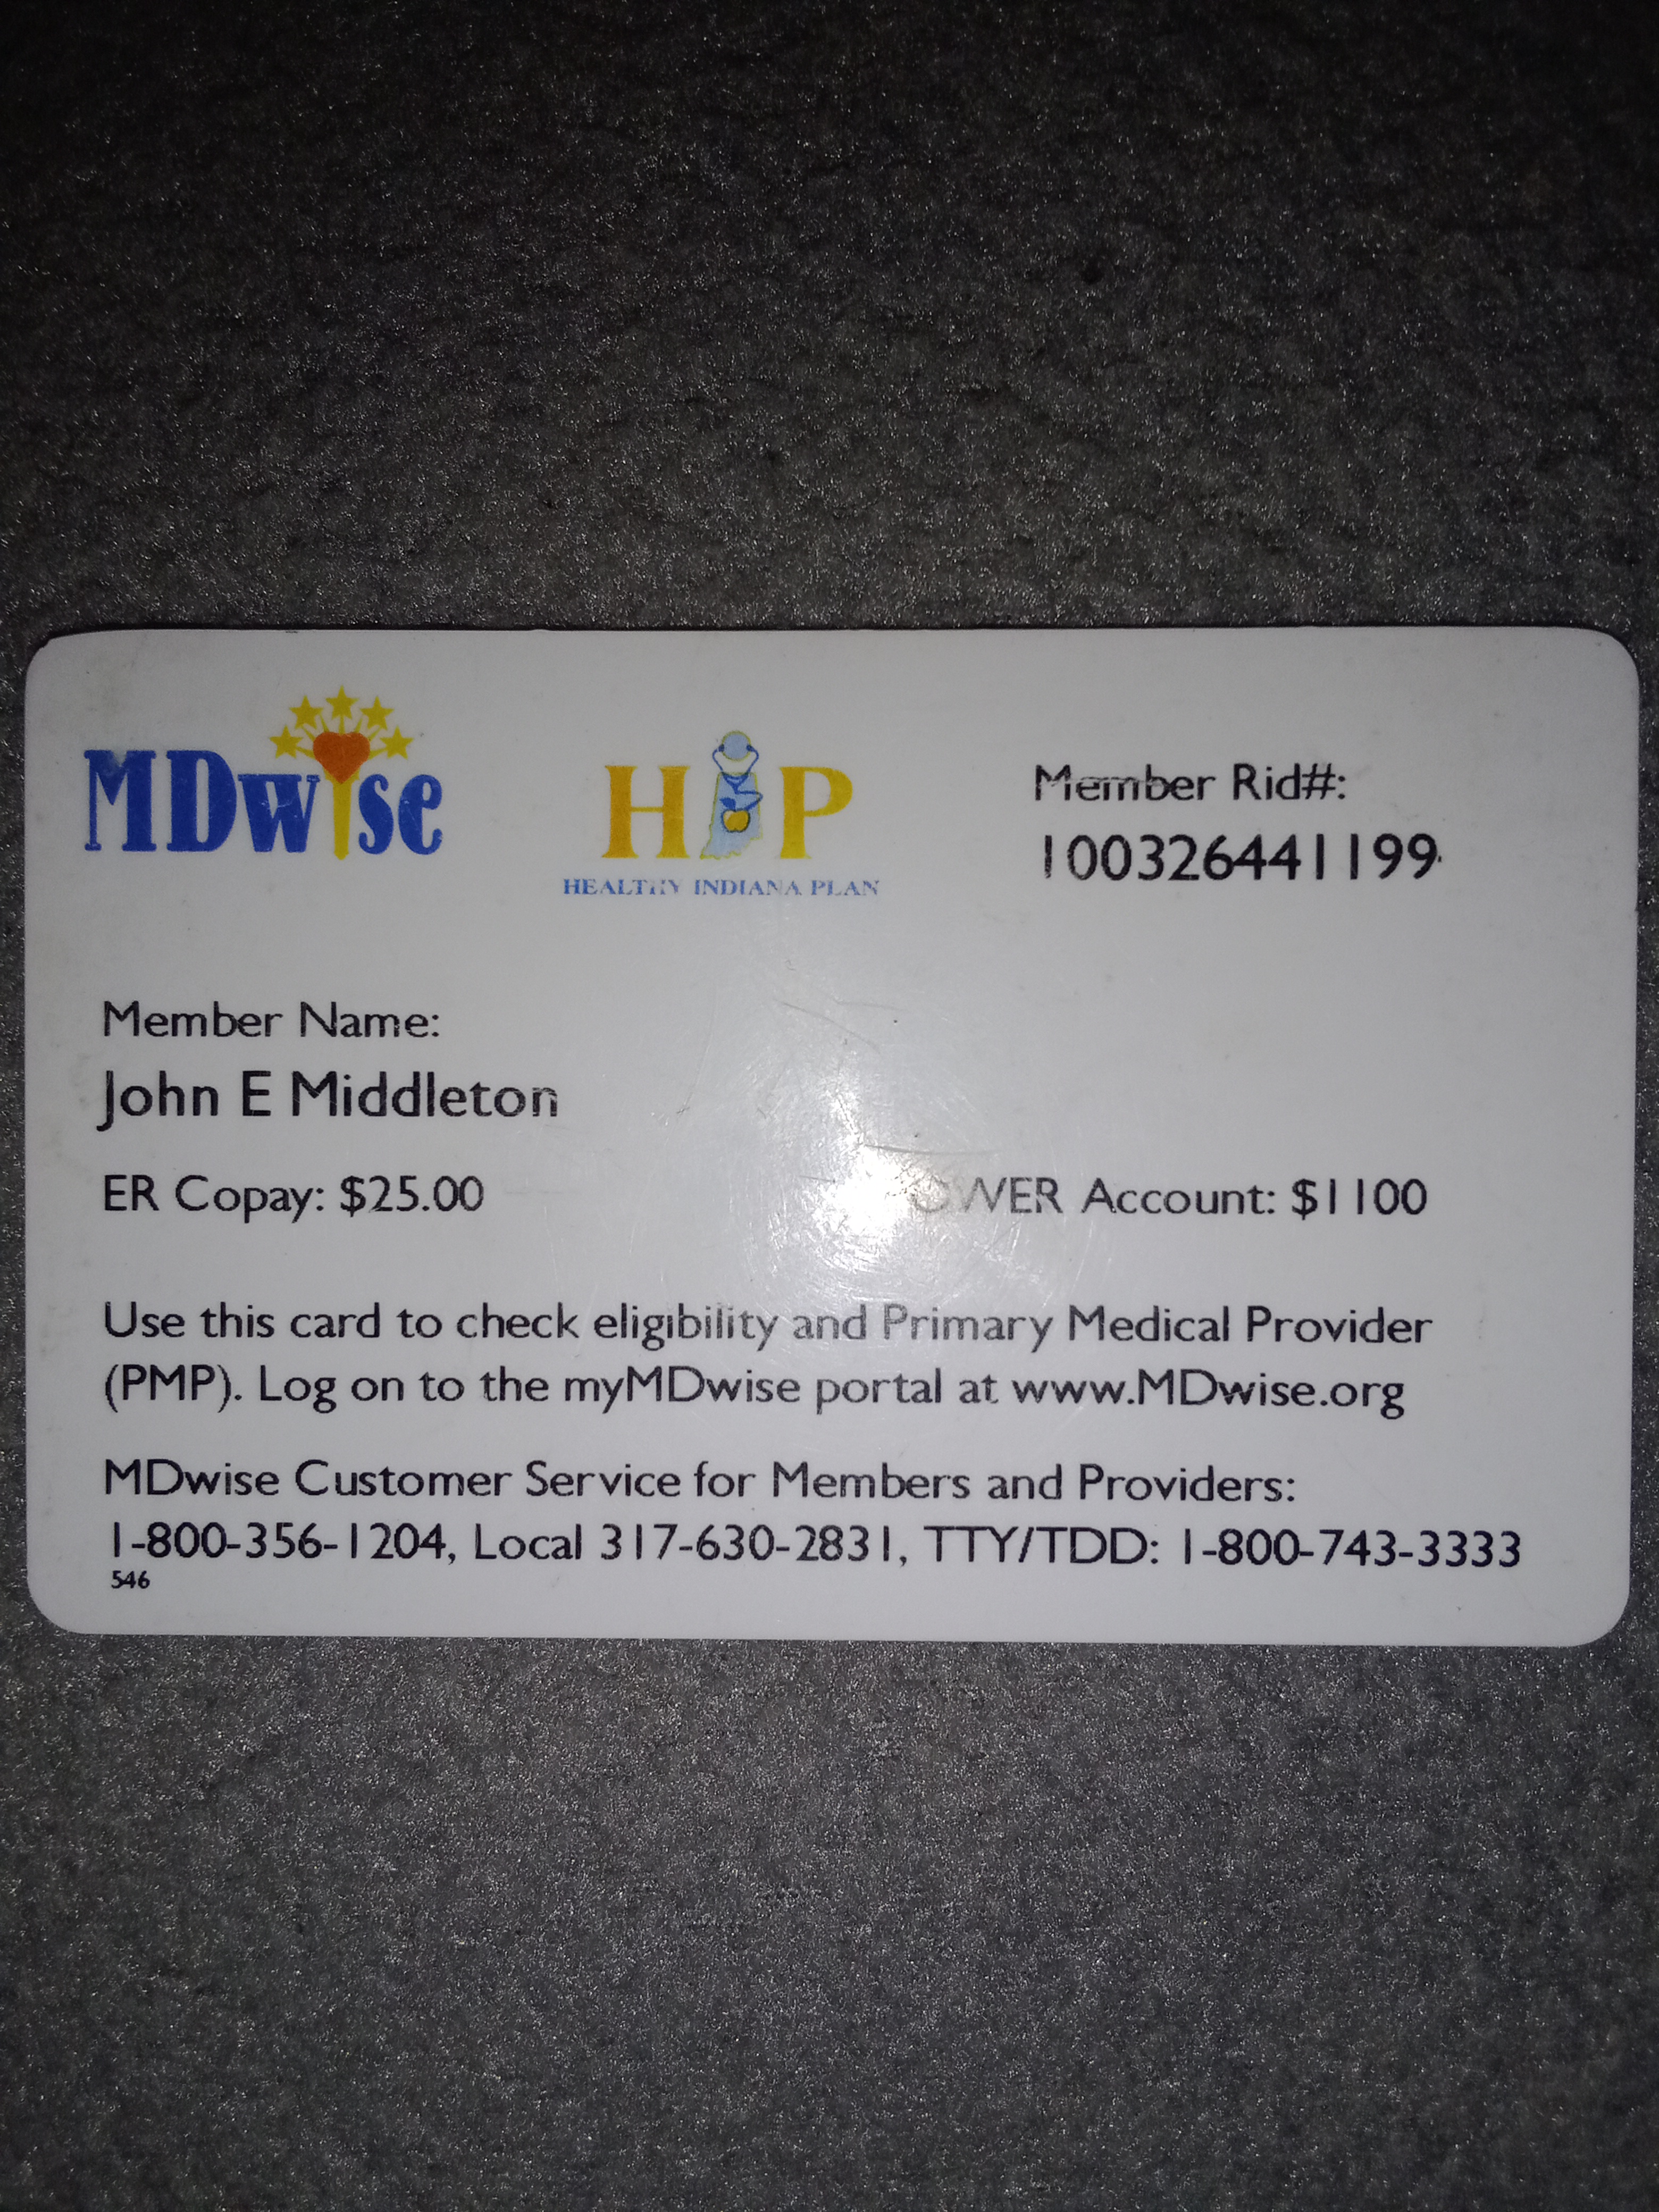 MDwise
HIP
HEALTHY INDIANA PLAN
Member Rid#:
100326441199
Member Name:
John E Middleton
ER Copay: $25.00
OWER Account: $1100
Use this card to check eligibility and Primary Medical Provider
(PMP). Log on to the myMDwise portal at www.MDwise.org
MDwise Customer Service for Members and Providers:
1-800-356-1204, Local 317-630-2831, TTY/TDD: 1-800-743-3333
546